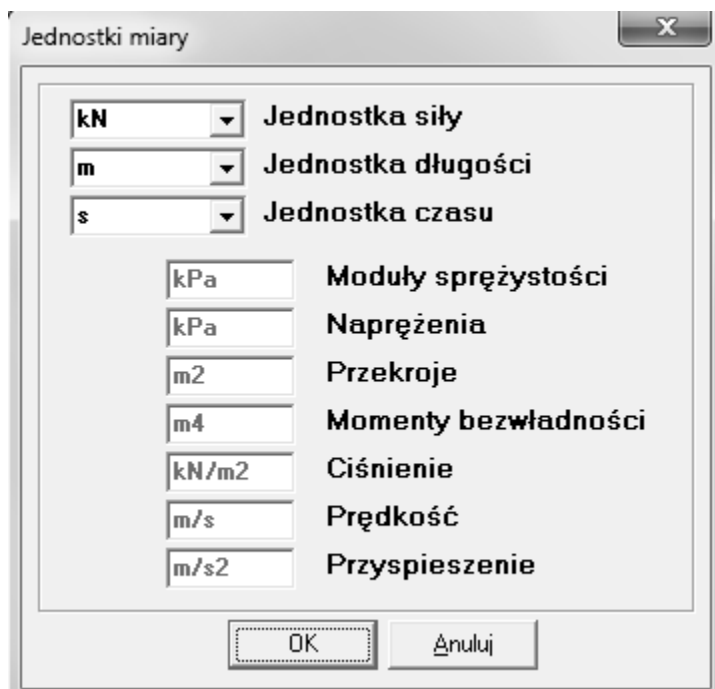 Jednostki miary
kN Jednostka siły
m Jednostka długości
s Jednostka czasu
kPa Moduły sprężystości
kPa Naprężenia
m2 Przekroje
m4 Momenty bezwładności
kN/m2 Ciśnienie
m/s Prędkość
m/s2 Przyspieszenie
OK Anuluj